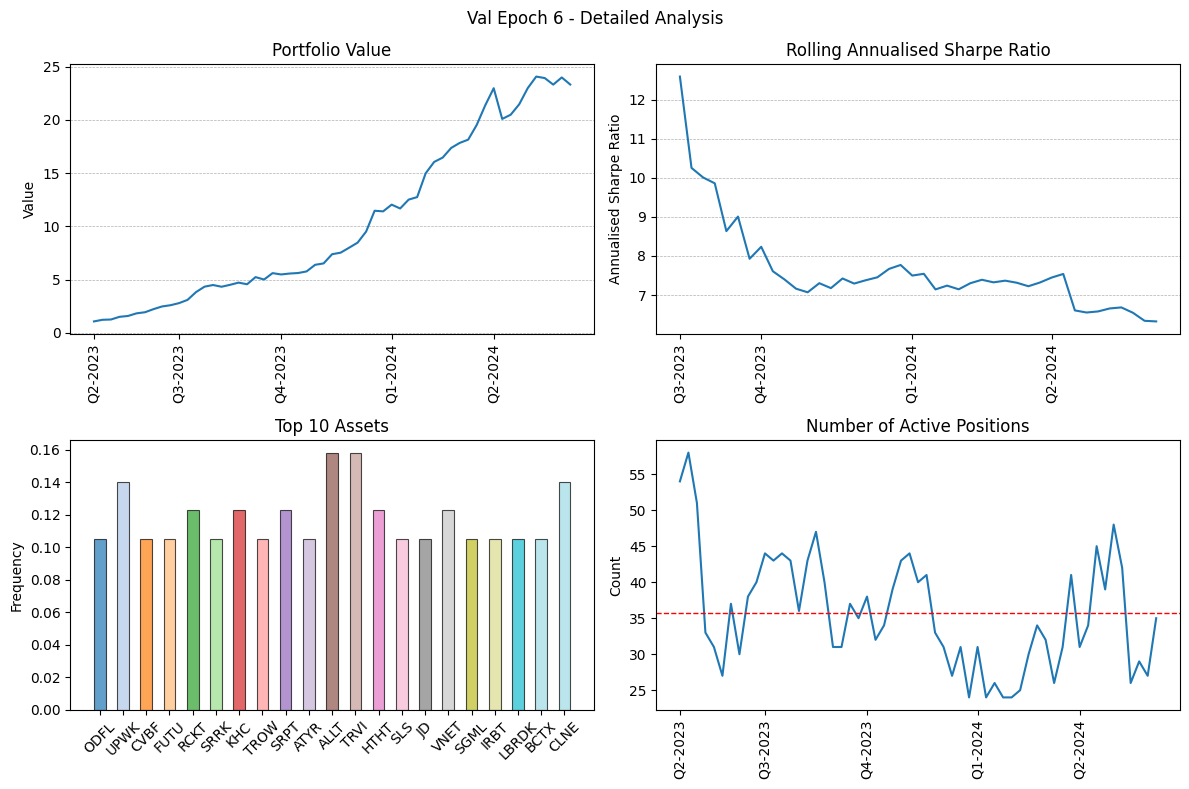 Val Epoch 6 - Detailed Analysis
Portfolio Value
Value
25
20
15
10
5
0
Q2-2023
Q3-2023
Q4-2023
Q1-2024
Q2-2024
Rolling Annualised Sharpe Ratio
Annualised Sharpe Ratio
12
11
10
9
8
7
Q3-2023
Q4-2023
Q1-2024
Q2-2024
Top 10 Assets
Frequency
0.16
0.14
0.12
0.10
0.08
0.06
0.04
0.02
0.00
ODFL
UPWK
CVBF
FUTU
RCKT
SRRK
KHC
TROW
SRPT
ATYR
ALLT
TRVI
HTHT
SLS
JD
VNET
SGML
IRBT
LBRDK
BCTX
CLNE
Number of Active Positions
Count
55
50
45
40
35
30
25
Q2-2023
Q3-2023
Q4-2023
Q1-2024
Q2-2024